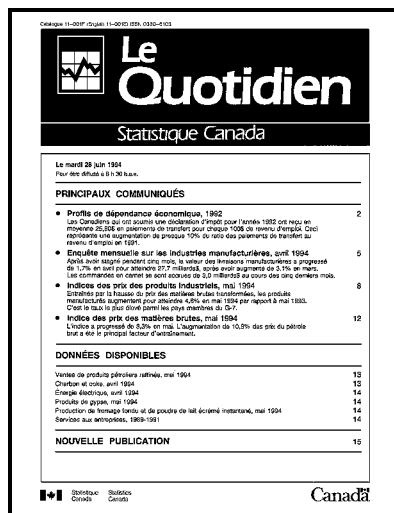 Catalogue 11-001F (English 11-001E) ISSN 0380-6103
Le
Quotidien
Statistique Canada
Le mardi 28 juin 1994
Pour être diffusé à 8 h 30 h.a.e.
PRINCIPAUX COMMUNIQUÉS
• Profils de dépendance économique, 1992 2
Les Canadiens qui ont soumis une déclaration d'impôt pour l'année 1992 ont reçu en
moyenne en paiements de transfert pour chaque 100$ de revenu d'emploi. Ceci
représente une augmentation de presque 10% du ratio des paiements de transfert au
revenu d'emploi en 1991.
• Enquête mensuelle sur les industries manufacturières, avril 1994 5
Après avoir stagné pendant cinq mois, la valeur des livraisons manufacturières a progressé
de 1,7% en avril pour atteindre 27,7 milliards$, après avoir augmenté de 3,1% en mars.
Les commandes en carnet se sont accrues de 3,0 milliards$ au cours des cinq derniers mois.
• Indices des prix des produits industriels, mai 1994 8
Entraînés par la hausse du prix des matières brutes transformées, les produits
manufacturés augmentent pour atteindre 4,8% en mai 1994 par rapport à mai 1993.
C'est le taux le plus élevé parmi les pays membres du G-7.
• Indice des prix des matières brutes, mai 1994 12
L'indice a progressé de 3,3% en mai. L'augmentation de 10,8% des prix du pétrole
brut a été le principal facteur d'entraînement.
DONNÉES DISPONIBLES
Ventes de produits pétroliers raffinés, mai 1994 13
Charbon et coke, avril 1994 13
Énergie électrique, avril 1994 14
Produits de gypse, mai 1994 14
Production de fromage fondu et de poudre de lait écrémé instantané, mai 1994 14
Services aux entreprises, 1989-1991 14
NOUVELLE PUBLICATION 15
Statistique Statistics
Canada Canada
Canada